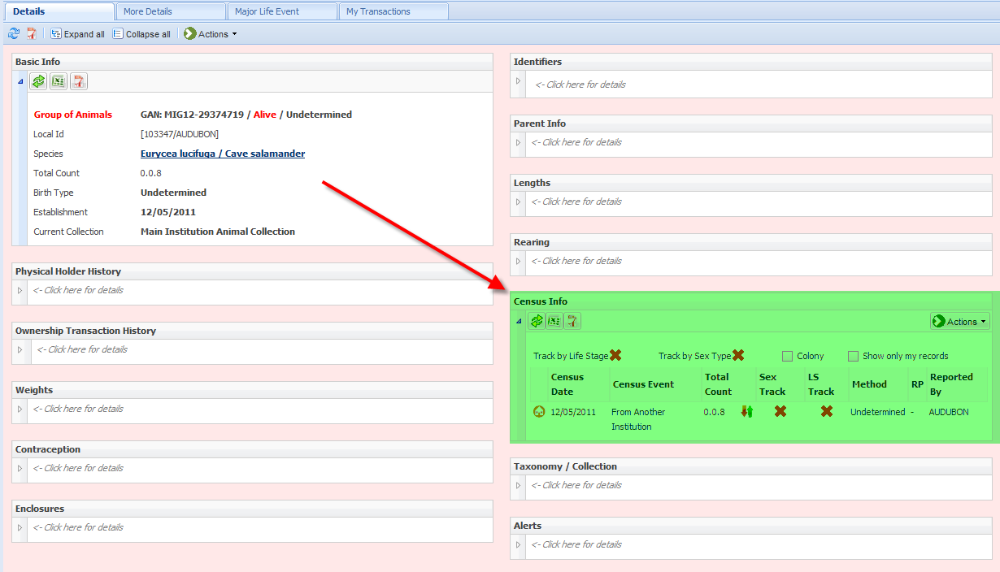 Details
More Details
Major Life Event
My Transactions
Expand all
Collapse all
Actions
Basic Info
Group of Animals
GAN: MIG12-29374719 / Alive / Undetermined
Local Id
[103347/AUDUBON]
Species
Eurycea lucifuga / Cave salamander
Total Count
0.0.8
Birth Type
Undetermined
Establishment
12/05/2011
Current Collection
Main Institution Animal Collection
Physical Holder History
<- Click here for details
Ownership Transaction History
<- Click here for details
Weights
<- Click here for details
Contraception
<- Click here for details
Enclosures
<- Click here for details
Identifiers
<- Click here for details
Parent Info
<- Click here for details
Lengths
<- Click here for details
Rearing
<- Click here for details
Census Info
Actions
Track by Life Stage
Track by Sex Type
Colony
Show only my records
Census Date
Census Event
Total Count
Sex Track
LS Track
Method
RP
Reported By
12/05/2011
From Another Institution
0.0.8
Undetermined
-
AUDUBON
Taxonomy / Collection
<- Click here for details
Alerts
<- Click here for details